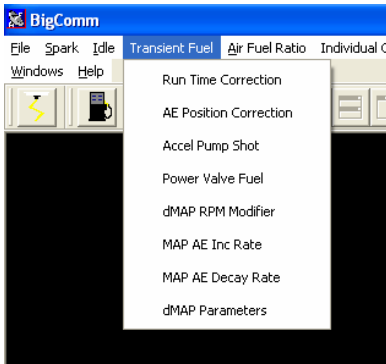 BigComm
File Spark Idle Transient Fuel Air Fuel Ratio Individual
Windows Help
Run Time Correction
AE Position Correction
Accel Pump Shot
Power Valve Fuel
dMAP RPM Modifier
MAP AE Inc Rate
MAP AE Decay Rate
dMAP Parameters